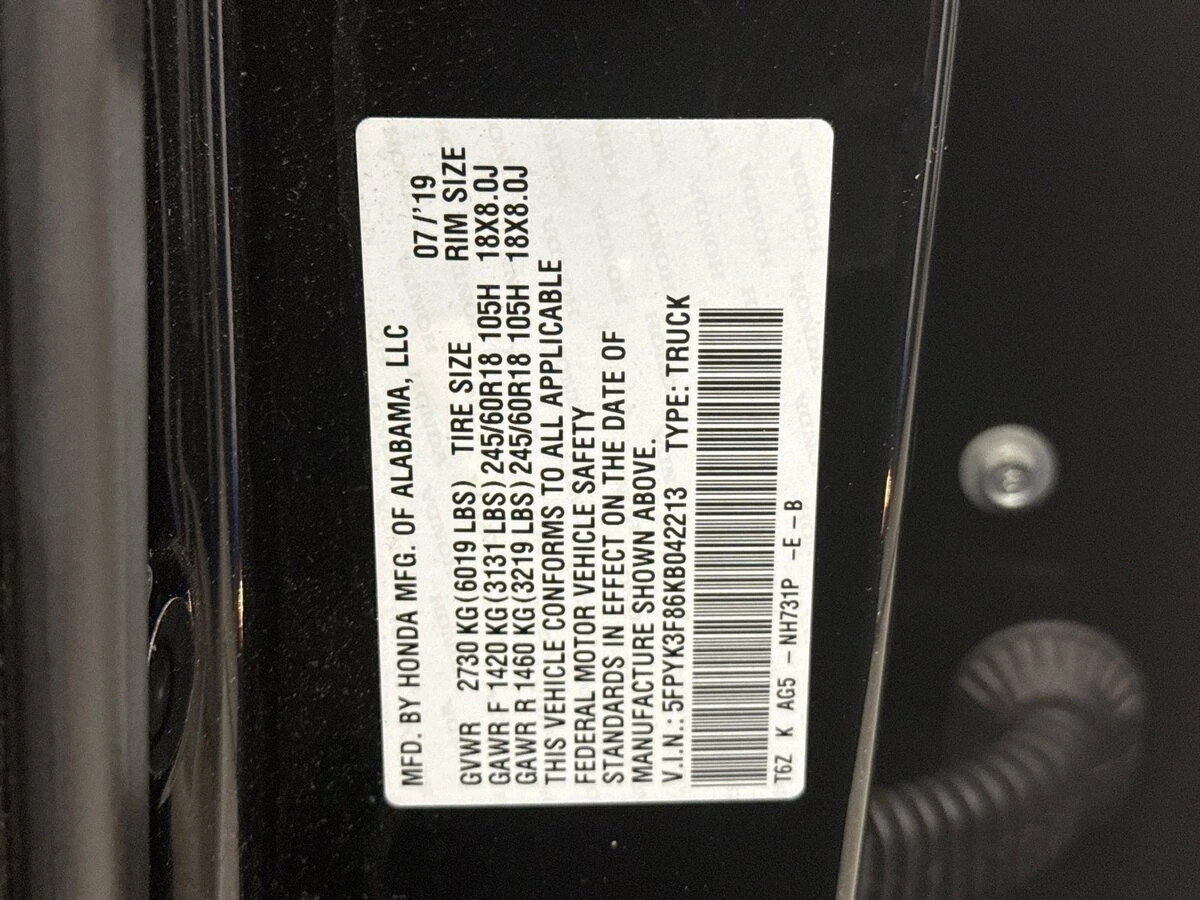 MFD. BY HONDA MFG. OF ALABAMA, LLC 07/'19
GVWR 2730 KG (6019 LBS) TIRE SIZE RIM SIZE
GAWR F 1420 KG (3131 LBS) 245/60R18 105H 18X8.0J
GAWR R 1460 KG (3219 LBS) 245/60R18 105H 18X8.0J
THIS VEHICLE CONFORMS TO ALL APPLICABLE
FEDERAL MOTOR VEHICLE SAFETY
STANDARDS IN EFFECT ON THE DATE OF
MANUFACTURE SHOWN ABOVE.
V.I.N.: 5FPYK3F86KB042213 TYPE: TRUCK
T6Z K AG5 - NH731P - E - B